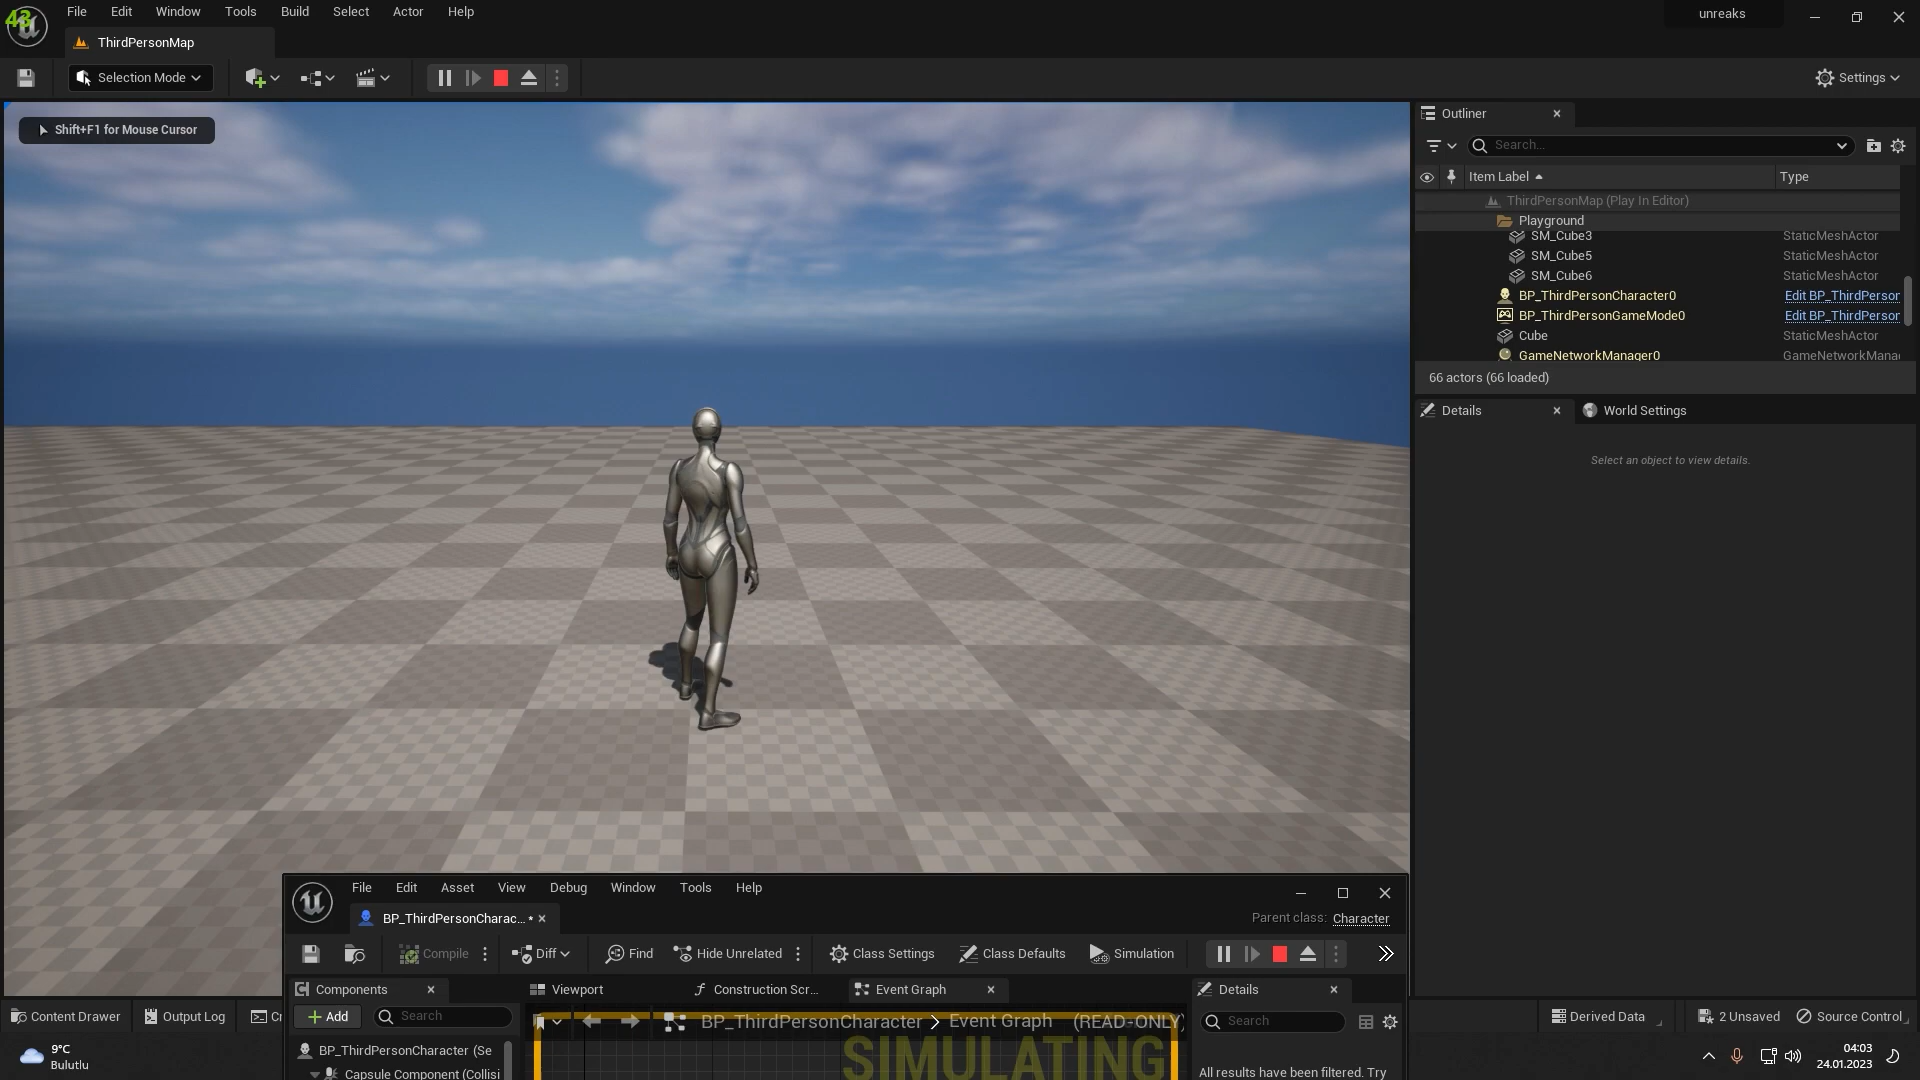 43
File Edit Window Tools Build Select Actor Help
unreaks
ThirdPersonMap
Selection Mode
Settings
Shift+F1 for Mouse Cursor
Outliner
Search...
Item Label Type
ThirdPersonMap (Play In Editor)
Playground
SM_Cube3 StaticMeshActor
SM_Cube5 StaticMeshActor
SM_Cube6 StaticMeshActor
BP_ThirdPersonCharacter0 Edit BP_ThirdPerson
BP_ThirdPersonGameMode0 Edit BP_ThirdPerson
Cube StaticMeshActor
GameNetworkManager0 GameNetworkMana
66 actors (66 loaded)
Details World Settings
Select an object to view details.
File Edit Asset View Debug Window Tools Help
BP_ThirdPersonCharac... •
Parent class: Character
Compile Diff Find Hide Unrelated Class Settings Class Defaults Simulation
Components Viewport Construction Scr... Event Graph Details
Add Search
BP_ThirdPersonCharacter > Event Graph (READ-ONLY)
Search
SIMULATING
BP_ThirdPersonCharacter (Se
Capsule Component (Collisi
All results have been filtered. Try
Content Drawer Output Log
Derived Data 2 Unsaved Source Control
9°C
Bulutlu
04:03
24.01.2023